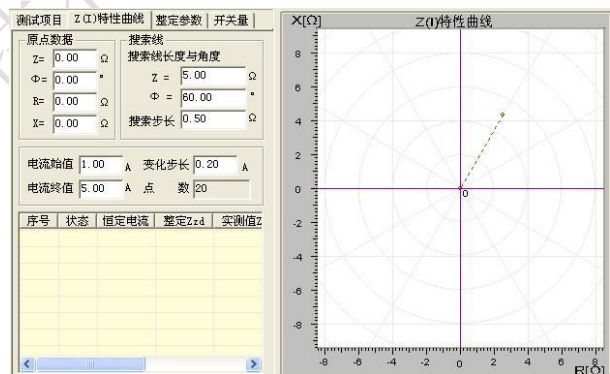 测试项目 Z(I)特性曲线 整定参数 开关量
原点数据
Z= 0.00 Ω
Φ= 0.00 °
R= 0.00 Ω
X= 0.00 Ω
搜索线
搜索线长度与角度
Z = 5.00 Ω
Φ = 60.00 °
搜索步长 0.50 Ω
电流始值 1.00 A 变化步长 0.20 A
电流终值 5.00 A 点 数 20
序号 状态 恒定电流 整定Zzd 实测值Z
X[Ω] Z(I)特性曲线
8
6
4
2
0
0
-2
-4
-6
-8
-8 -6 -4 -2 0 2 4 6 8
R[Ω]